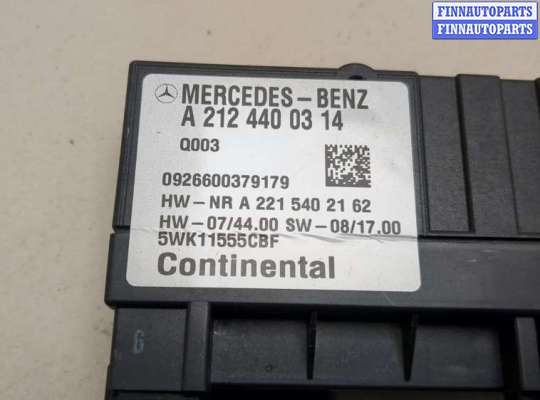 FINNAUTOPARTS
FINNAUTOPARTS
MERCEDES-BENZ
A 212 440 03 14
Q003
0926600379179
HW-NR A 221 540 21 62
HW-07/44.00 SW-08/17.00
5WK11555CBF
Continental
G